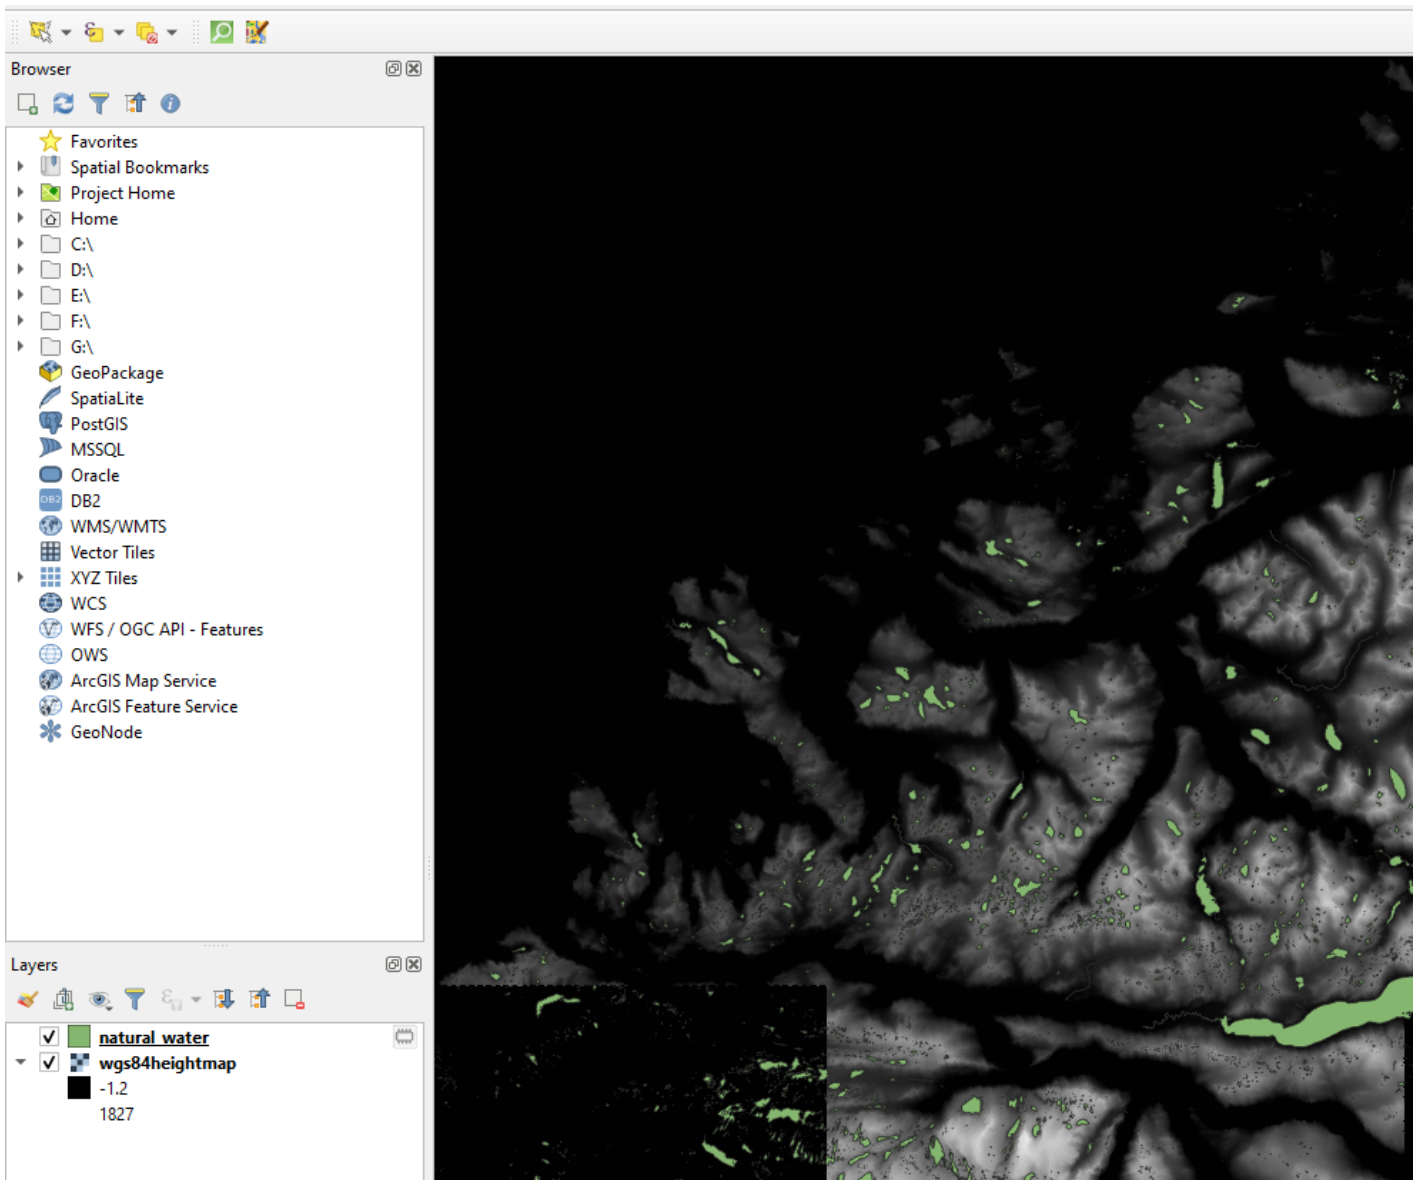 Browser
Favorites
Spatial Bookmarks
Project Home
Home
C:\
D:\
E:\
F:\
G:\
GeoPackage
SpatiaLite
PostGIS
MSSQL
Oracle
DB2
DB2
WMS/WMTS
Vector Tiles
XYZ Tiles
WCS
WFS / OGC API - Features
OWS
ArcGIS Map Service
ArcGIS Feature Service
GeoNode
Layers
natural_water
wgs84heightmap
-1.2
1827